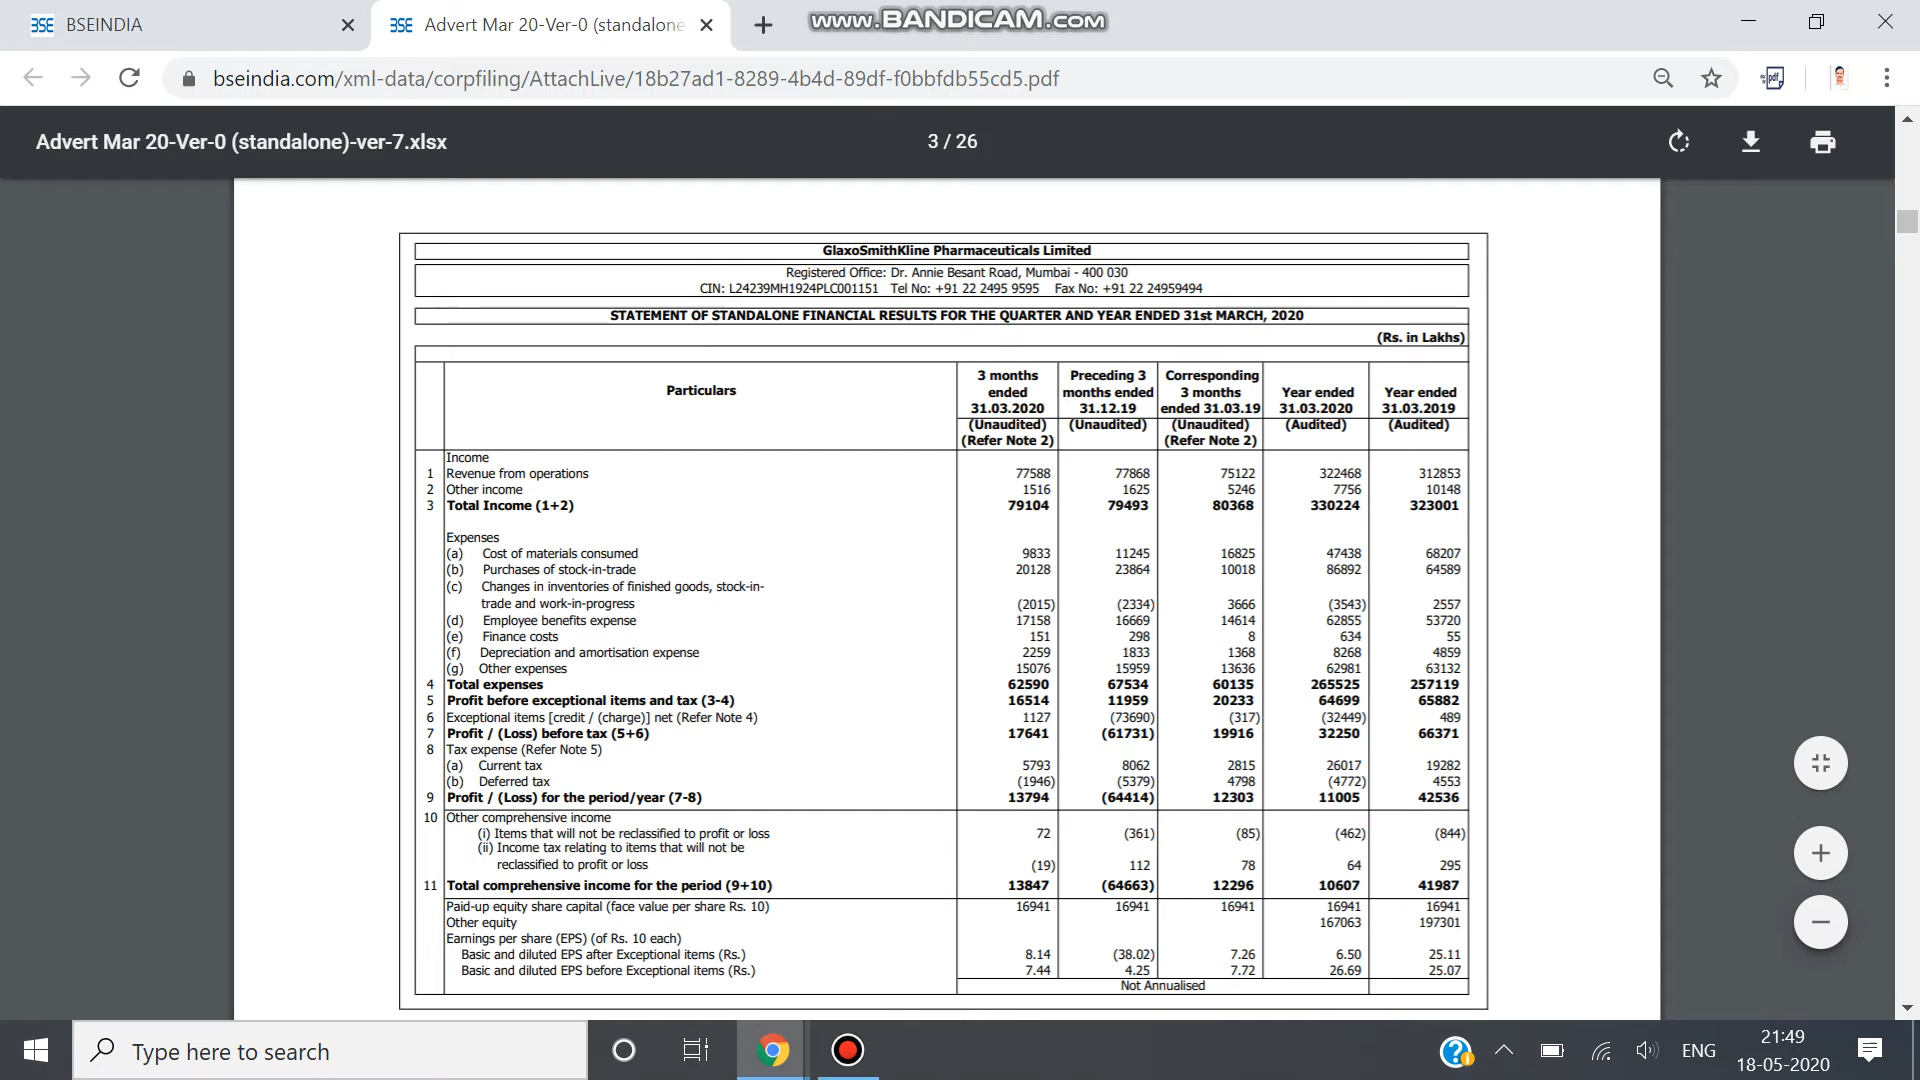 BSEINDIA
Advert Mar 20-Ver-0 (standalone
www.BANDICAM.com
bseindia.com/xml-data/corpfiling/AttachLive/18b27ad1-8289-4b4d-89df-f0bbfdb55cd5.pdf
Advert Mar 20-Ver-0 (standalone)-ver-7.xlsx
3 / 26
GlaxoSmithKline Pharmaceuticals Limited
Registered Office: Dr. Annie Besant Road, Mumbai - 400 030
CIN: L24239MH1924PLC001151 Tel No: +91 22 2495 9595 Fax No: +91 22 24959494
STATEMENT OF STANDALONE FINANCIAL RESULTS FOR THE QUARTER AND YEAR ENDED 31st MARCH, 2020
(Rs. in Lakhs)
Particulars
3 months ended 31.03.2020 (Unaudited) (Refer Note 2)
Preceding 3 months ended 31.12.19 (Unaudited)
Corresponding 3 months ended 31.03.19 (Unaudited) (Refer Note 2)
Year ended 31.03.2020 (Audited)
Year ended 31.03.2019 (Audited)
Income
1 Revenue from operations 77588 77868 75122 322468 312853
2 Other income 1516 1625 5246 7756 10148
3 Total Income (1+2) 79104 79493 80368 330224 323001
Expenses
(a) Cost of materials consumed 9833 11245 16825 47438 68207
(b) Purchases of stock-in-trade 20128 23864 10018 86892 64589
(c) Changes in inventories of finished goods, stock-in-
trade and work-in-progress (2015) (2334) 3666 (3543) 2557
(d) Employee benefits expense 17158 16669 14614 62855 53720
(e) Finance costs 151 298 8 634 55
(f) Depreciation and amortisation expense 2259 1833 1368 8268 4859
(g) Other expenses 15076 15959 13636 62981 63132
4 Total expenses 62590 67534 60135 265525 257119
5 Profit before exceptional items and tax (3-4) 16514 11959 20233 64699 65882
6 Exceptional items [credit / (charge)] net (Refer Note 4) 1127 (73690) (317) (32449) 489
7 Profit / (Loss) before tax (5+6) 17641 (61731) 19916 32250 66371
8 Tax expense (Refer Note 5)
(a) Current tax 5793 8062 2815 26017 19282
(b) Deferred tax (1946) (5379) 4798 (4772) 4553
9 Profit / (Loss) for the period/year (7-8) 13794 (64414) 12303 11005 42536
10 Other comprehensive income
(i) Items that will not be reclassified to profit or loss 72 (361) (85) (462) (844)
(ii) Income tax relating to items that will not be
reclassified to profit or loss (19) 112 78 64 295
11 Total comprehensive income for the period (9+10) 13847 (64663) 12296 10607 41987
Paid-up equity share capital (face value per share Rs. 10) 16941 16941 16941 16941 16941
Other equity 167063 197301
Earnings per share (EPS) (of Rs. 10 each)
Basic and diluted EPS after Exceptional items (Rs.) 8.14 (38.02) 7.26 6.50 25.11
Basic and diluted EPS before Exceptional items (Rs.) 7.44 4.25 7.72 26.69 25.07
Not Annualised
Type here to search
ENG
21:49
18-05-2020